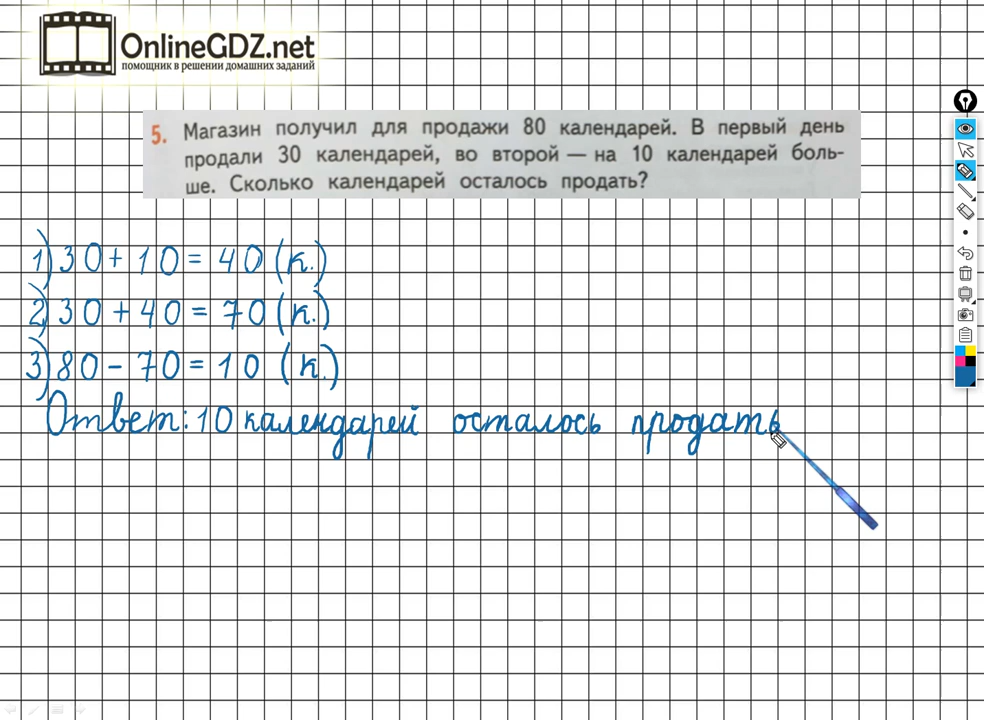 OnlineGDZ.net
помощник в решении домашних заданий
5. Магазин получил для продажи 80 календарей. В первый день
продали 30 календарей, во второй — на 10 календарей боль-
ше. Сколько календарей осталось продать?
1) 30 + 10 = 40 (к.)
2) 30 + 40 = 70 (к.)
3) 80 - 70 = 10 (к.)
Ответ: 10 календарей осталось продать